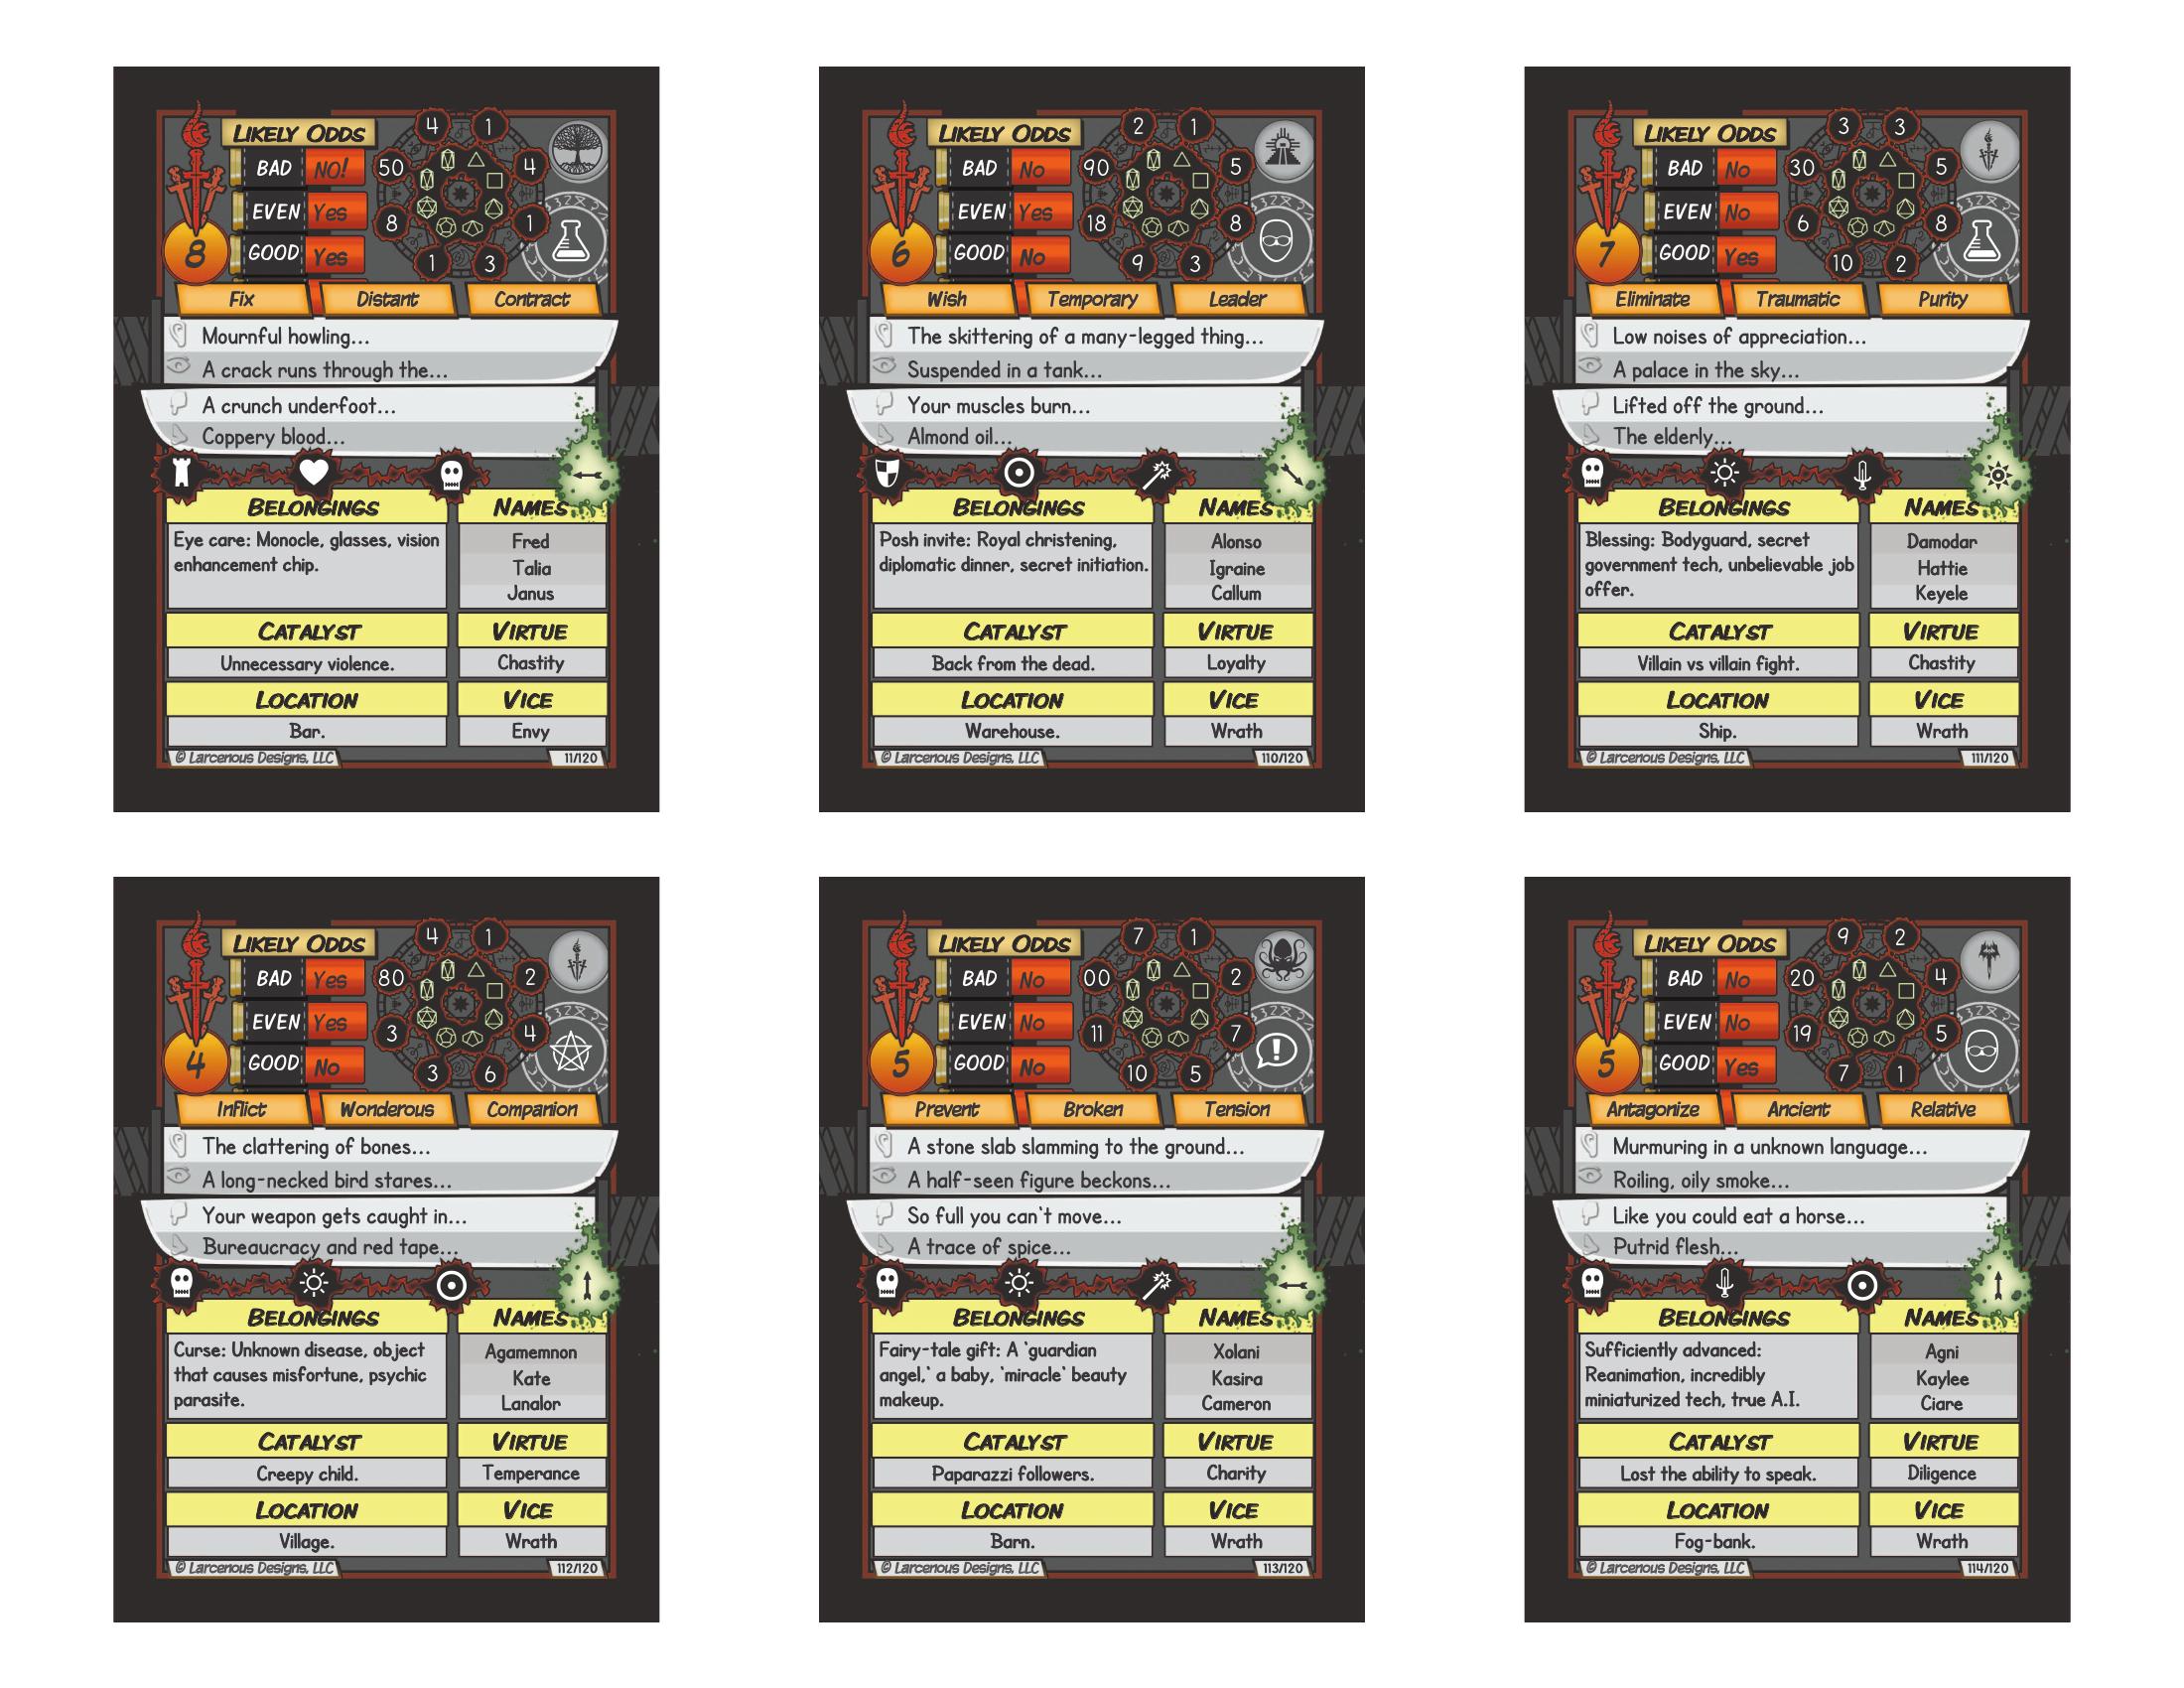 LIKELY ODDS
BAD NO!
EVEN Yes
GOOD Yes
8
4 1
50 4
8 1
1 3
Fix Distant Contract
Mournful howling...
A crack runs through the...
A crunch underfoot...
Coppery blood...
BELONGINGS NAMES
Eye care: Monocle, glasses, vision
enhancement chip.
Fred
Talia
Janus
CATALYST VIRTUE
Unnecessary violence. Chastity
LOCATION VICE
Bar. Envy
© Larcenous Designs, LLC 11/120
LIKELY ODDS
BAD No
EVEN Yes
GOOD No
6
2 1
90 5
18 8
9 3
Wish Temporary Leader
The skittering of a many-legged thing...
Suspended in a tank...
Your muscles burn...
Almond oil...
BELONGINGS NAMES
Posh invite: Royal christening,
diplomatic dinner, secret initiation.
Alonso
Igraine
Callum
CATALYST VIRTUE
Back from the dead. Loyalty
LOCATION VICE
Warehouse. Wrath
© Larcenous Designs, LLC 110/120
LIKELY ODDS
BAD No
EVEN No
GOOD Yes
7
3 3
30 5
6 8
10 2
Eliminate Traumatic Purity
Low noises of appreciation...
A palace in the sky...
Lifted off the ground...
The elderly...
BELONGINGS NAMES
Blessing: Bodyguard, secret
government tech, unbelievable job
offer.
Damodar
Hattie
Keyele
CATALYST VIRTUE
Villain vs villain fight. Chastity
LOCATION VICE
Ship. Wrath
© Larcenous Designs, LLC 111/120
LIKELY ODDS
BAD Yes
EVEN Yes
GOOD No
4
4 1
80 2
3 4
3 6
Inflict Wonderous Companion
The clattering of bones...
A long-necked bird stares...
Your weapon gets caught in...
Bureaucracy and red tape...
BELONGINGS NAMES
Curse: Unknown disease, object
that causes misfortune, psychic
parasite.
Agamemnon
Kate
Lanalor
CATALYST VIRTUE
Creepy child. Temperance
LOCATION VICE
Village. Wrath
© Larcenous Designs, LLC 112/120
LIKELY ODDS
BAD No
EVEN No
GOOD No
5
7 1
00 2
11 7
10 5
Prevent Broken Tension
A stone slab slamming to the ground...
A half-seen figure beckons...
So full you can't move...
A trace of spice...
BELONGINGS NAMES
Fairy-tale gift: A 'guardian
angel,' a baby, 'miracle' beauty
makeup.
Xolani
Kasira
Cameron
CATALYST VIRTUE
Paparazzi followers. Charity
LOCATION VICE
Barn. Wrath
© Larcenous Designs, LLC 113/120
LIKELY ODDS
BAD No
EVEN No
GOOD Yes
5
9 2
20 4
19 5
7 1
Antagonize Ancient Relative
Murmuring in a unknown language...
Roiling, oily smoke...
Like you could eat a horse...
Putrid flesh...
BELONGINGS NAMES
Sufficiently advanced:
Reanimation, incredibly
miniaturized tech, true A.I.
Agni
Kaylee
Ciare
CATALYST VIRTUE
Lost the ability to speak. Diligence
LOCATION VICE
Fog-bank. Wrath
© Larcenous Designs, LLC 114/120